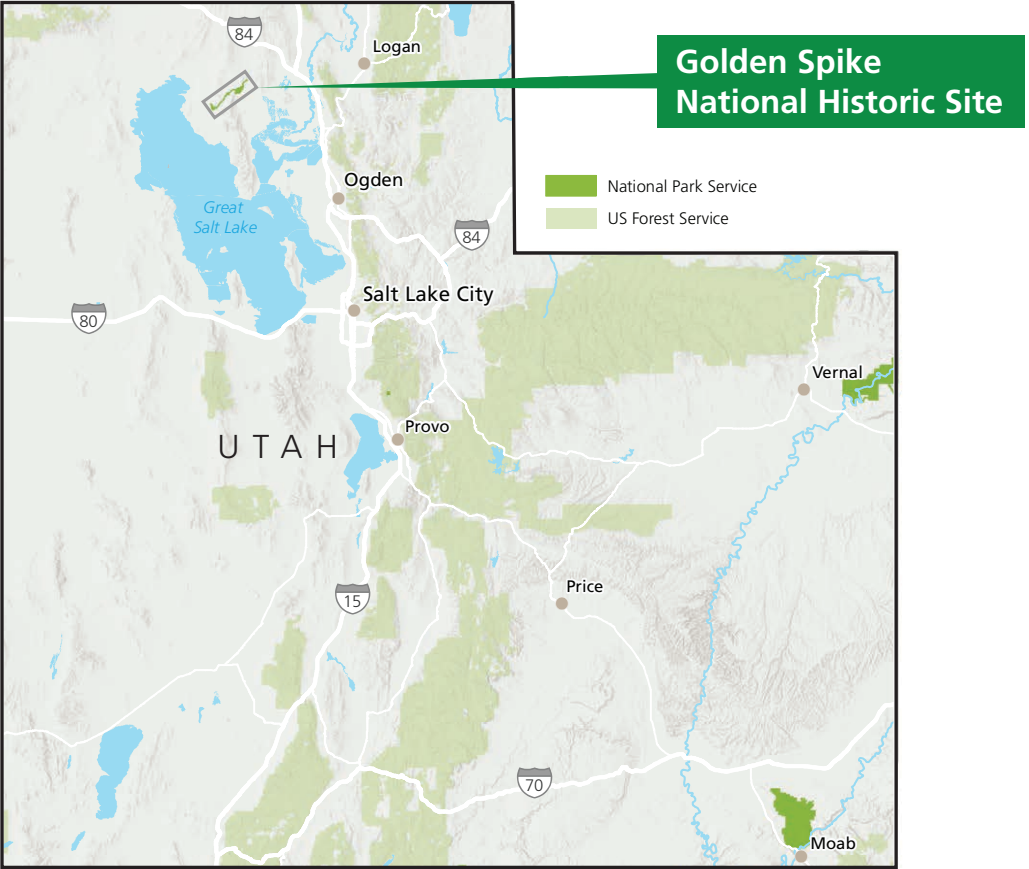 84
Logan
Golden Spike
National Historic Site
Ogden
National Park Service
US Forest Service
Great
Salt Lake
84
Salt Lake City
80
Vernal
Provo
UTAH
Price
15
70
Moab